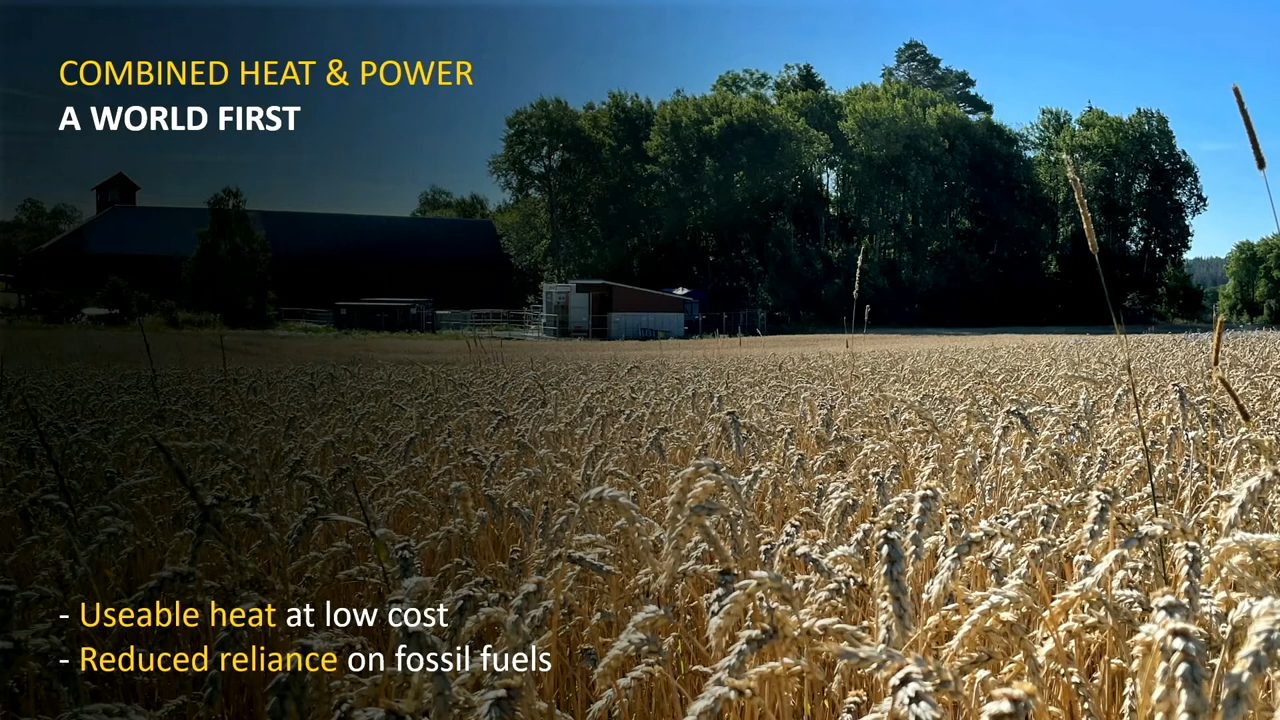 COMBINED HEAT & POWER
A WORLD FIRST
- Useable heat at low cost
- Reduced reliance on fossil fuels